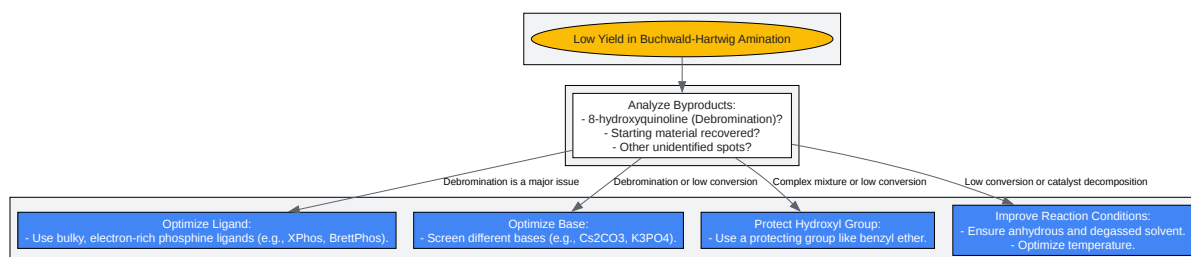 Low Yield in Buchwald-Hartwig Amination
Analyze Byproducts:
- 8-hydroxyquinoline (Debromination)?
- Starting material recovered?
- Other unidentified spots?
Debromination is a major issue
Debromination or low conversion
Complex mixture or low conversion
Low conversion or catalyst decomposition
Optimize Ligand:
- Use bulky, electron-rich phosphine ligands (e.g., XPhos, BrettPhos).
Optimize Base:
- Screen different bases (e.g., Cs2CO3, K3PO4).
Protect Hydroxyl Group:
- Use a protecting group like benzyl ether.
Improve Reaction Conditions:
- Ensure anhydrous and degassed solvent.
- Optimize temperature.